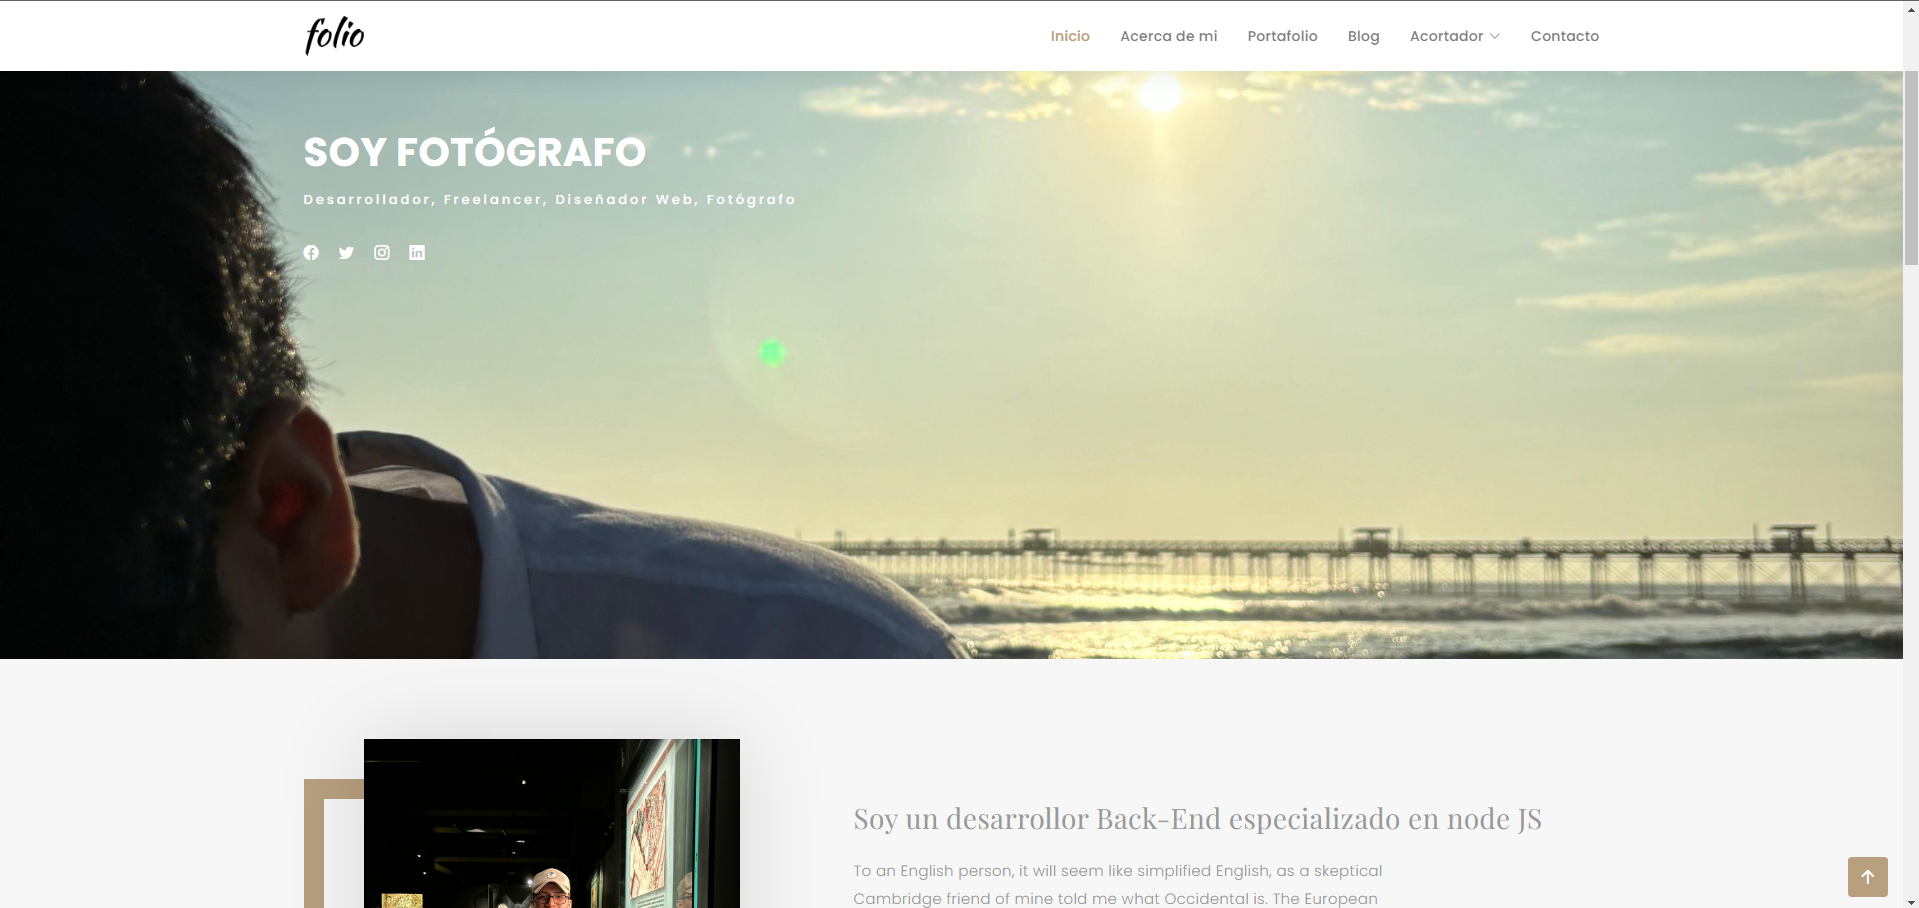 folio
Inicio Acerca de mi Portafolio Blog Acortador Contacto
SOY FOTÓGRAFO
Desarrollador, Freelancer, Diseñador Web, Fotógrafo
Soy un desarrollor Back-End especializado en node JS
To an English person, it will seem like simplified English, as a skeptical
Cambridge friend of mine told me what Occidental is. The European